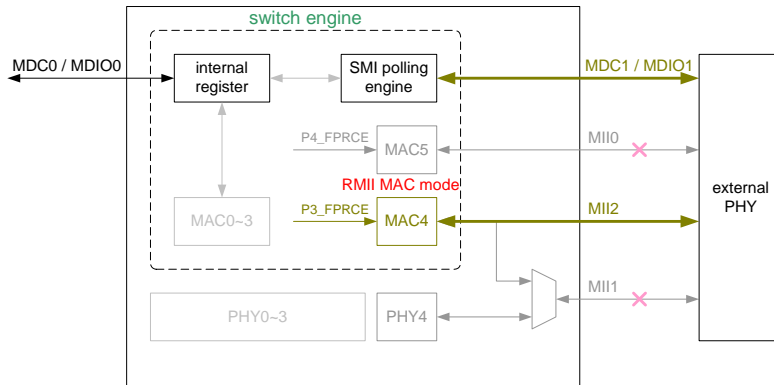 switch engine
MDC0 / MDIO0
internal
register
SMI polling
engine
MDC1 / MDIO1
P4_FPRCE
MAC5
MII0
RMII MAC mode
external
PHY
MAC0~3
P3_FPRCE
MAC4
MII2
MII1
PHY0~3
PHY4